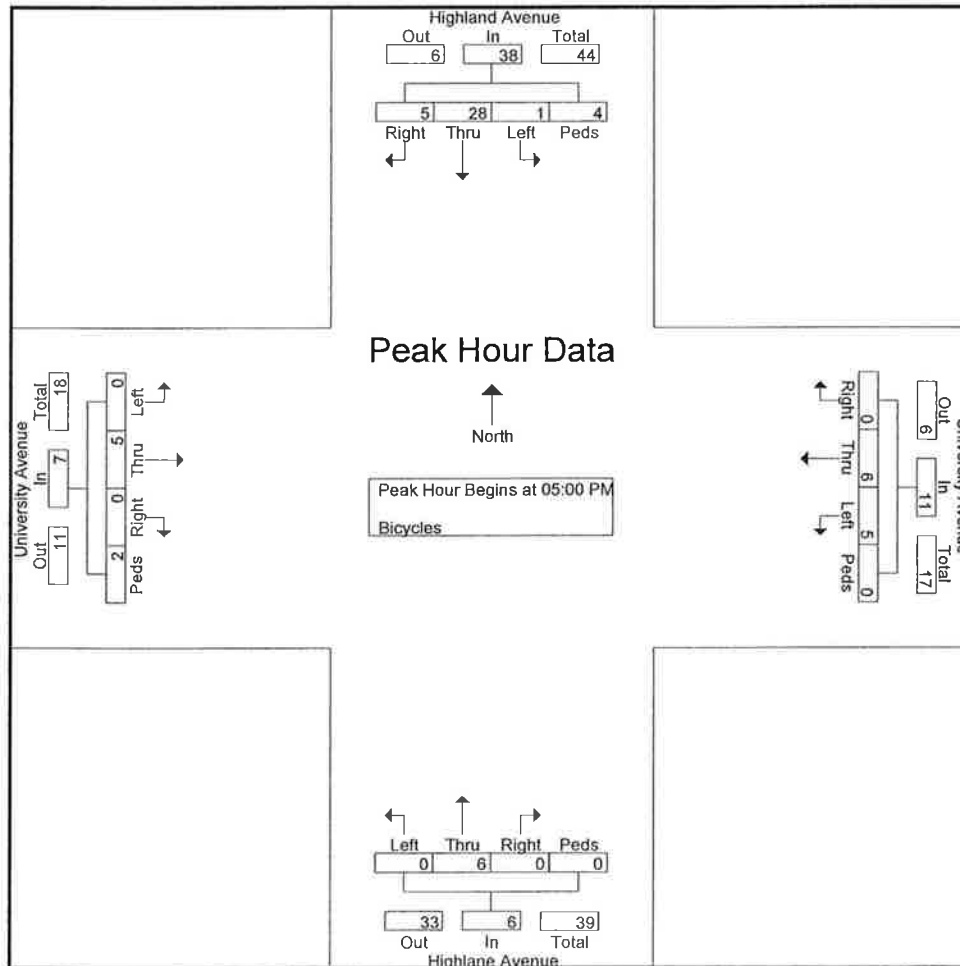 Highland Avenue
Out In Total
6 38 44
5 28 1 4
Right Thru Left Peds
Peak Hour Data
North
Peak Hour Begins at 05:00 PM
Bicycles
University Avenue
Out In Total
11 7 18
Left Thru Right Peds
0 5 0 2
University Avenue
Out In Total
6 11 17
Right Thru Left Peds
0 6 5 0
Left Thru Right Peds
0 6 0 0
33 6 39
Out In Total
Highlane Avenue